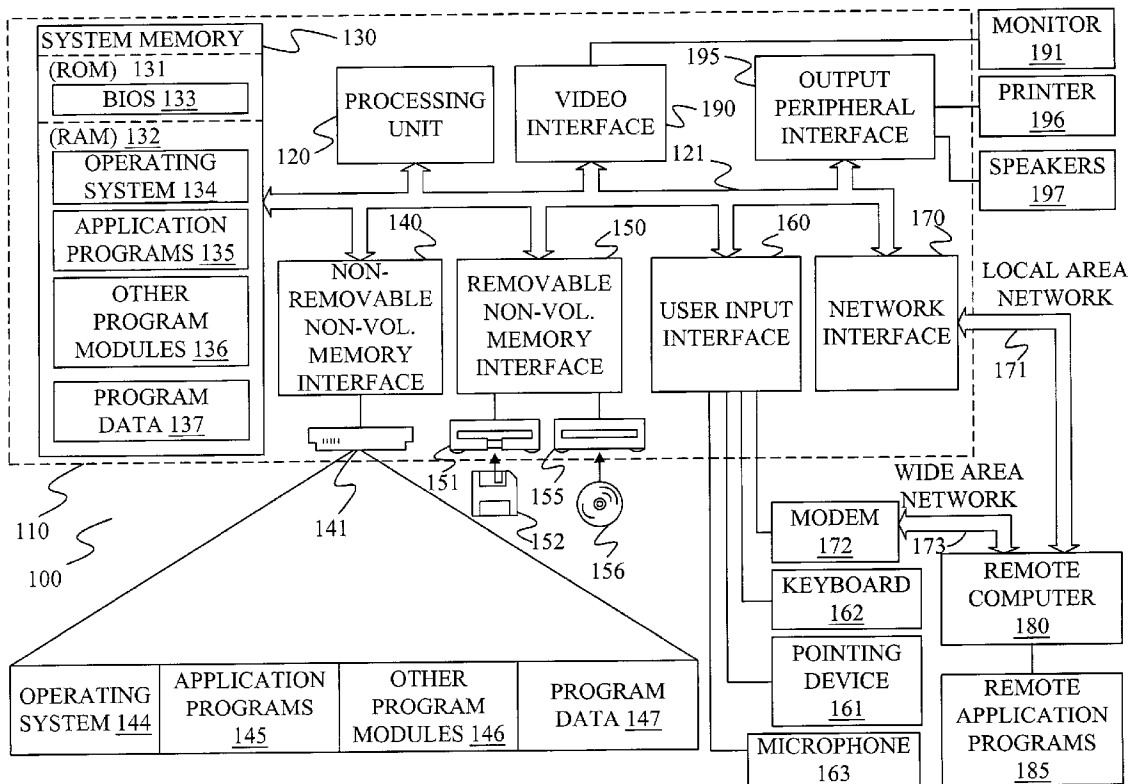 SYSTEM MEMORY
130
(ROM) 131
BIOS 133
(RAM) 132
OPERATING
SYSTEM 134
APPLICATION
PROGRAMS 135
OTHER
PROGRAM
MODULES 136
PROGRAM
DATA 137
PROCESSING
UNIT
120
VIDEO
INTERFACE
190
195
OUTPUT
PERIPHERAL
INTERFACE
121
MONITOR
191
PRINTER
196
SPEAKERS
197
140
NON-
REMOVABLE
NON-VOL.
MEMORY
INTERFACE
150
REMOVABLE
NON-VOL.
MEMORY
INTERFACE
160
USER INPUT
INTERFACE
170
NETWORK
INTERFACE
LOCAL AREA
NETWORK
171
110
100
141
151
152
155
156
WIDE AREA
NETWORK
173
MODEM
172
KEYBOARD
162
POINTING
DEVICE
161
MICROPHONE
163
REMOTE
COMPUTER
180
REMOTE
APPLICATION
PROGRAMS
185
OPERATING
SYSTEM 144
APPLICATION
PROGRAMS
145
OTHER
PROGRAM
MODULES 146
PROGRAM
DATA 147